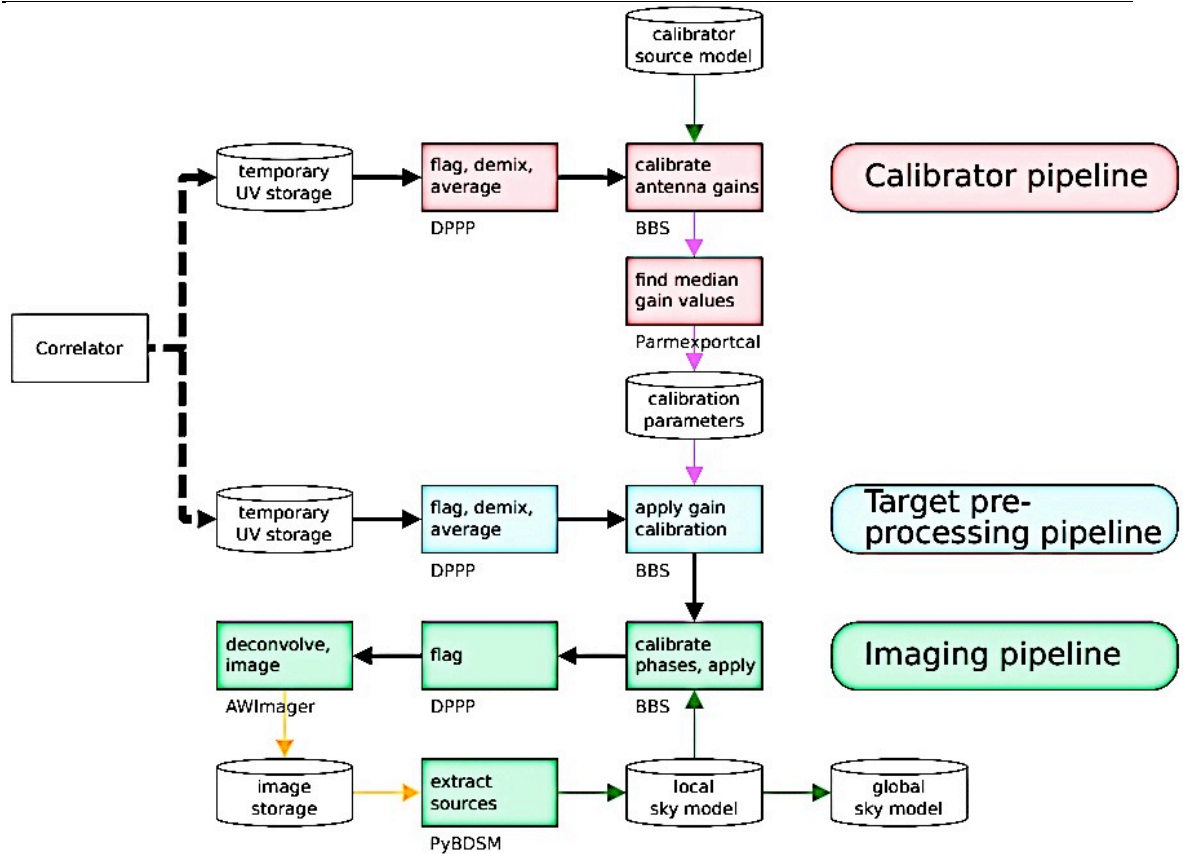 calibrator
source model
temporary
UV storage
flag, demix,
average
calibrate
antenna gains
Calibrator pipeline
DPPP
BBS
find median
gain values
Correlator
Parmexportcal
calibration
parameters
temporary
UV storage
flag, demix,
average
apply gain
calibration
Target pre-
processing pipeline
DPPP
BBS
deconvolve,
image
flag
calibrate
phases, apply
Imaging pipeline
AWImager
DPPP
BBS
image
storage
extract
sources
local
sky model
global
sky model
PyBDSM